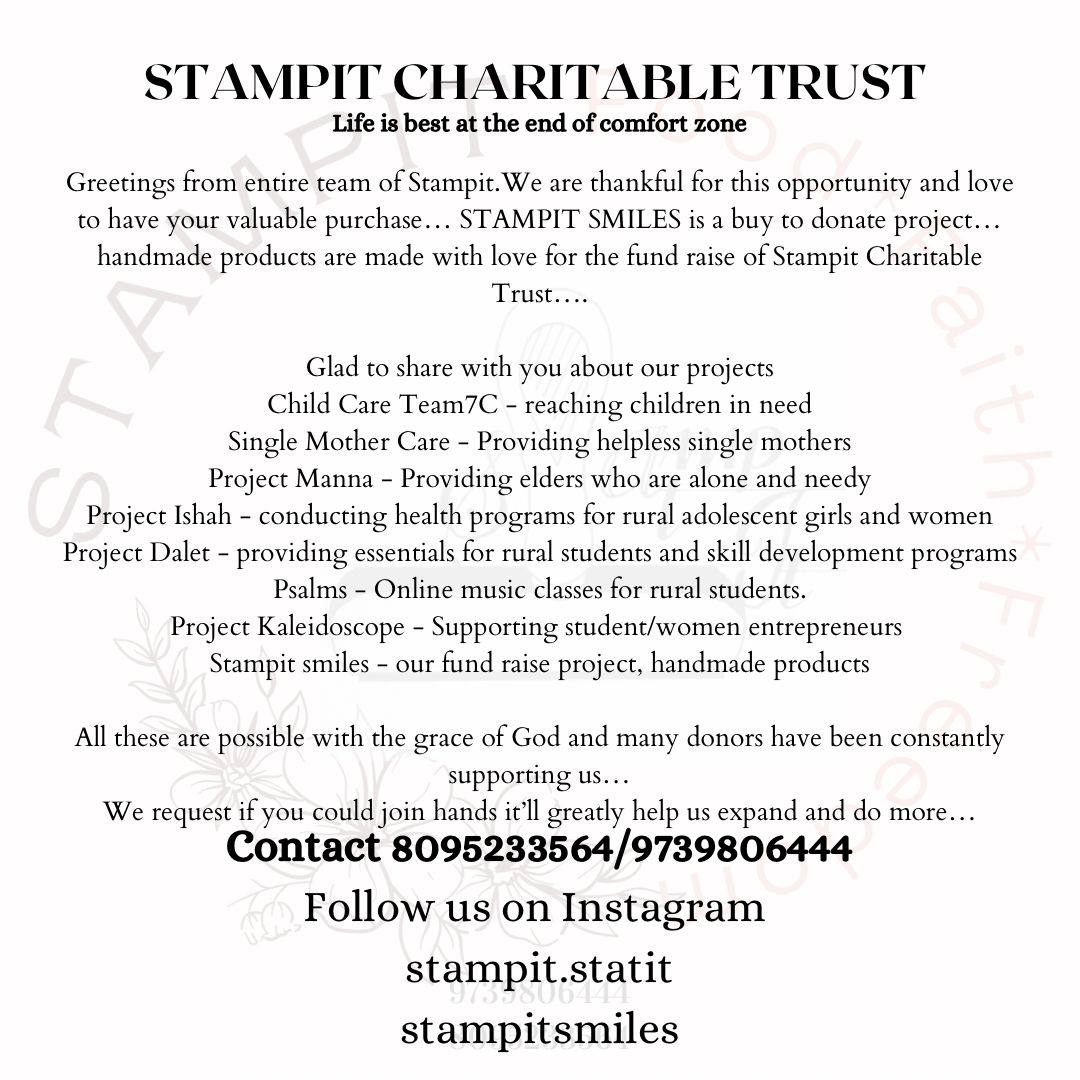 STAMPIT CHARITABLE TRUST
Life is best at the end of comfort zone
Greetings from entire team of Stampit.We are thankful for this opportunity and love
to have your valuable purchase... STAMPIT SMILES is a buy to donate project...
handmade products are made with love for the fund raise of Stampit Charitable
Trust....
Glad to share with you about our projects
Child Care Team7C - reaching children in need
Single Mother Care - Providing helpless single mothers
Project Manna - Providing elders who are alone and needy
Project Ishah - conducting health programs for rural adolescent girls and women
Project Dalet - providing essentials for rural students and skill development programs
Psalms - Online music classes for rural students.
Project Kaleidoscope - Supporting student/women entrepreneurs
Stampit smiles - our fund raise project, handmade products
All these are possible with the grace of God and many donors have been constantly
supporting us...
We request if you could join hands it'll greatly help us expand and do more...
Contact 8095233564/9739806444
Follow us on Instagram
stampit.statit
stampitsmiles
STAMPIT
Food*Faith*Freedom
Stamp it
9739806444
8095233564